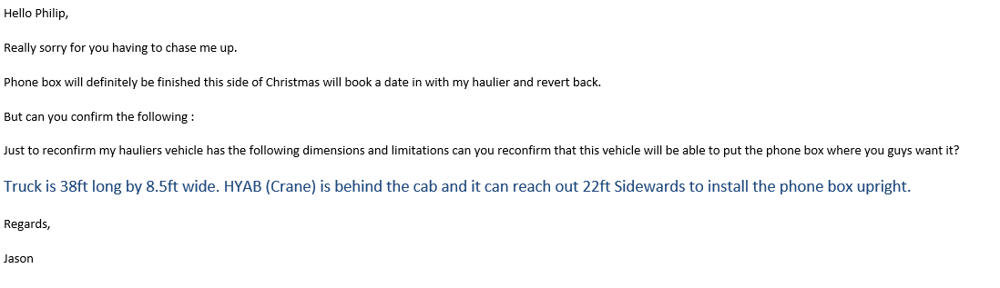 Hello Philip,
Really sorry for you having to chase me up.
Phone box will definitely be finished this side of Christmas will book a date in with my haulier and revert back.
But can you confirm the following :
Just to reconfirm my hauliers vehicle has the following dimensions and limitations can you reconfirm that this vehicle will be able to put the phone box where you guys want it?
Truck is 38ft long by 8.5ft wide. HYAB (Crane) is behind the cab and it can reach out 22ft Sidewards to install the phone box upright.
Regards,
Jason